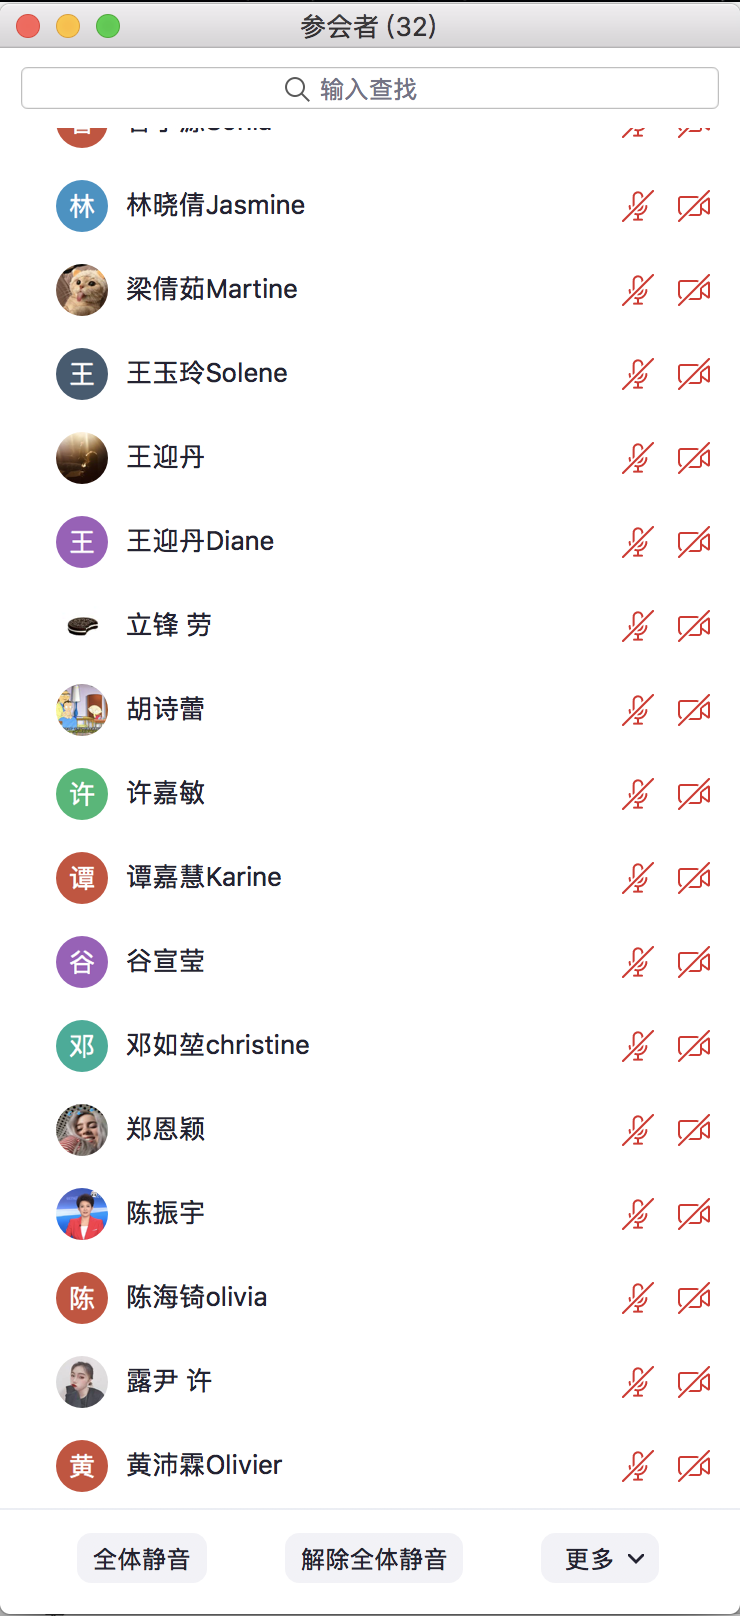 参会者 (32)
输入查找
林 林晓倩Jasmine
梁倩茹Martine
王 王玉玲Solene
王迎丹
王 王迎丹Diane
立锋 劳
胡诗蕾
许 许嘉敏
谭 谭嘉慧Karine
谷 谷宣莹
邓 邓如堃christine
郑恩颖
陈振宇
陈 陈海锜olivia
露尹 许
黄 黄沛霖Olivier
全体静音 解除全体静音 更多